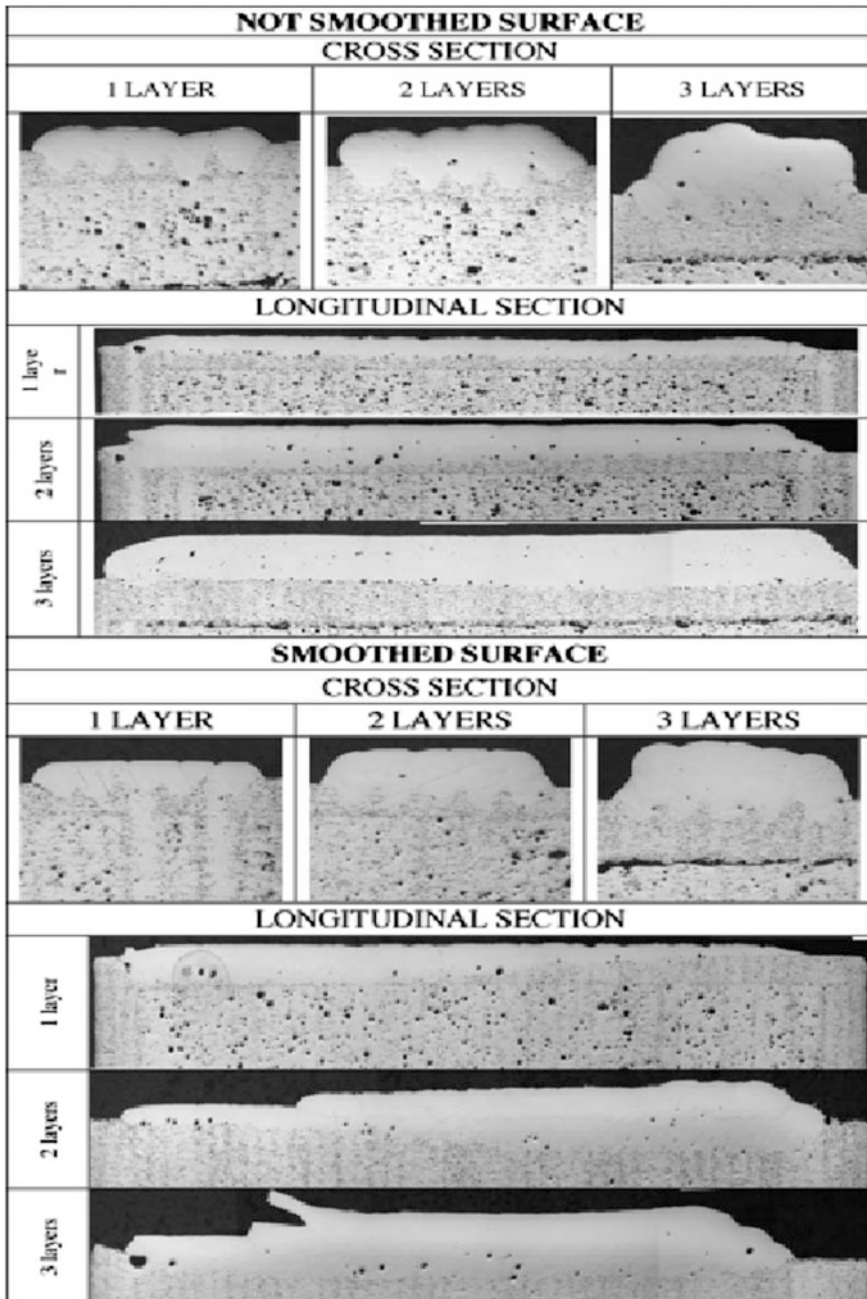 NOT SMOOTHED SURFACE
CROSS SECTION
1 LAYER 2 LAYERS 3 LAYERS
LONGITUDINAL SECTION
1 laye
r
2 layers
3 layers
SMOOTHED SURFACE
CROSS SECTION
1 LAYER 2 LAYERS 3 LAYERS
LONGITUDINAL SECTION
1 layer
2 layers
3 layers